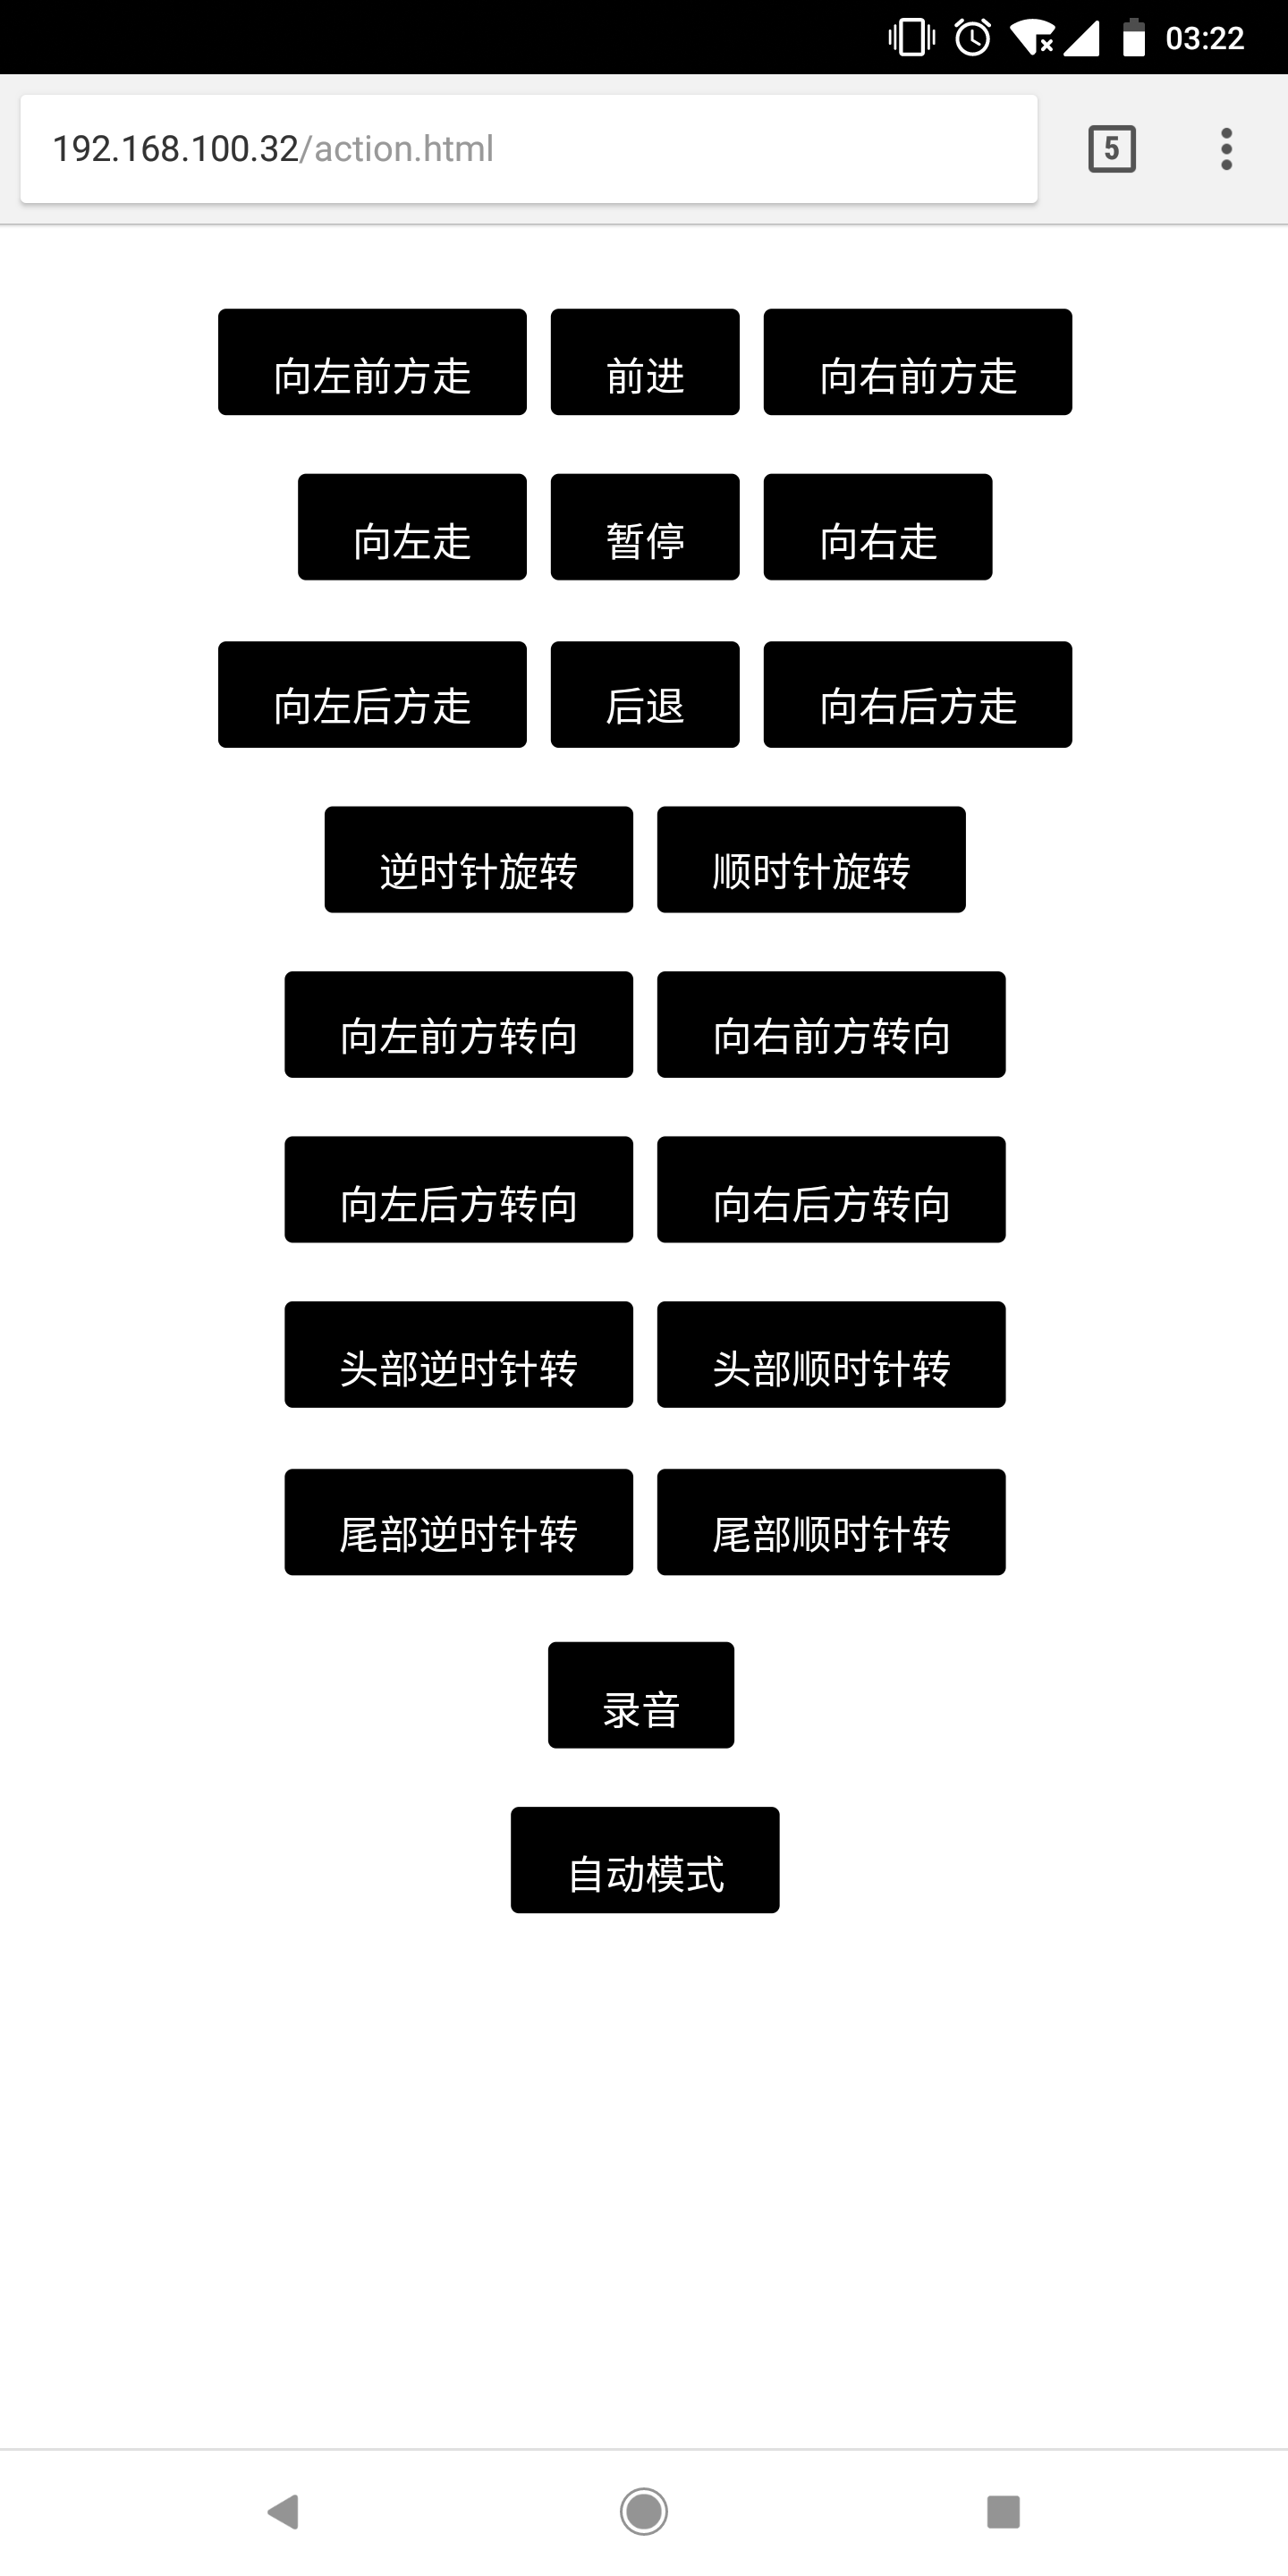 03:22
192.168.100.32/action.html 5
向左前方走 前进 向右前方走
向左走 暂停 向右走
向左后方走 后退 向右后方走
逆时针旋转 顺时针旋转
向左前方转向 向右前方转向
向左后方转向 向右后方转向
头部逆时针转 头部顺时针转
尾部逆时针转 尾部顺时针转
录音
自动模式